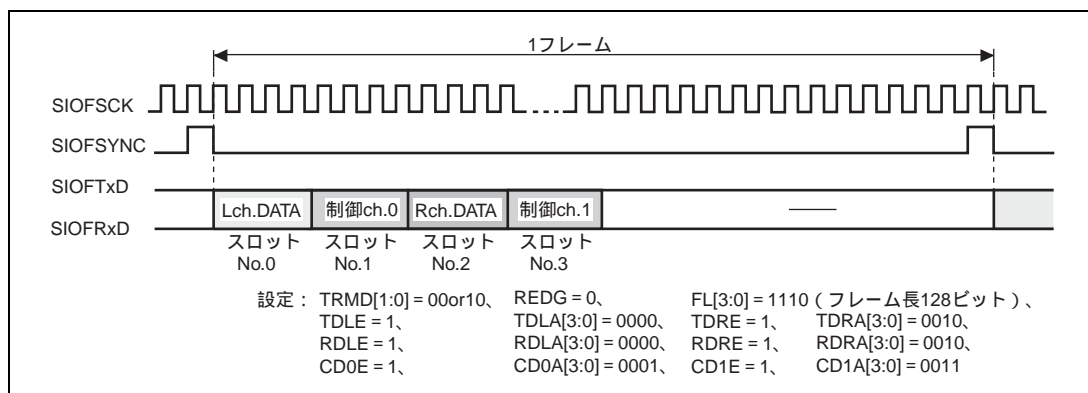 1フレーム
SIOFSCK
SIOFSYNC
SIOFTxD
SIOFRxD
Lch.DATA 制御ch.0 Rch.DATA 制御ch.1
スロット スロット スロット スロット
No.0 No.1 No.2 No.3
設定： TRMD[1:0] = 00or10、 REDG = 0、 FL[3:0] = 1110（フレーム長128ビット）、
TDLE = 1、 TDLA[3:0] = 0000、 TDRE = 1、 TDRA[3:0] = 0010、
RDLE = 1、 RDLA[3:0] = 0000、 RDRE = 1、 RDRA[3:0] = 0010、
CD0E = 1、 CD0A[3:0] = 0001、 CD1E = 1、 CD1A[3:0] = 0011